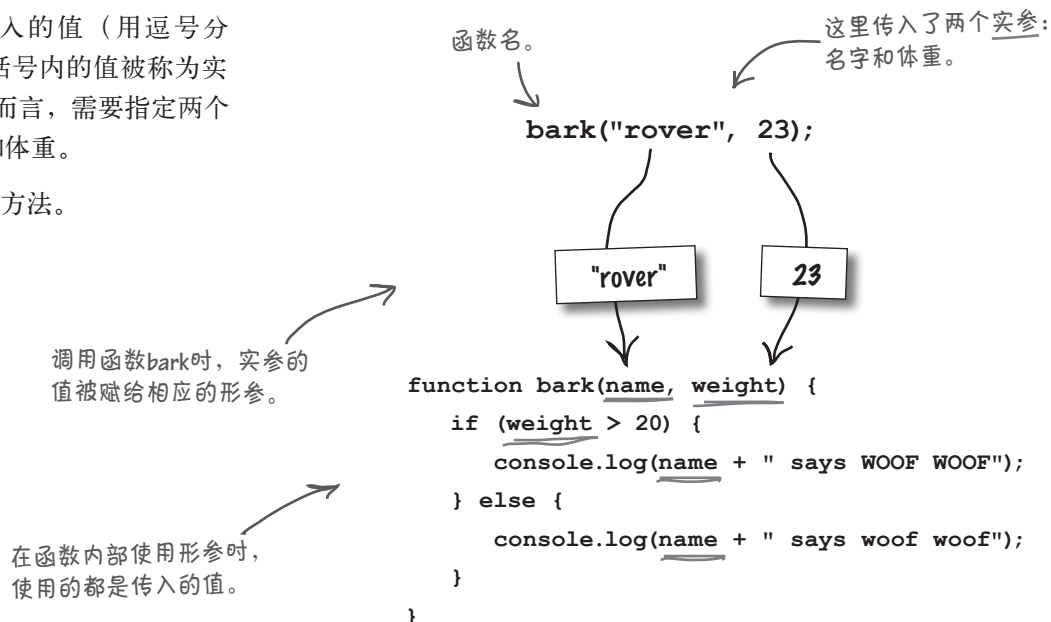 入的值（用逗号分
括号内的值被称为实
而言，需要指定两个
和体重。
方法。
函数名。
这里传入了两个实参：
名字和体重。
bark("rover", 23);
"rover"
23
调用函数bark时，实参的
值被赋给相应的形参。
function bark(name, weight) {
if (weight > 20) {
console.log(name + " says WOOF WOOF");
} else {
console.log(name + " says woof woof");
}
}
在函数内部使用形参时，
使用的都是传入的值。